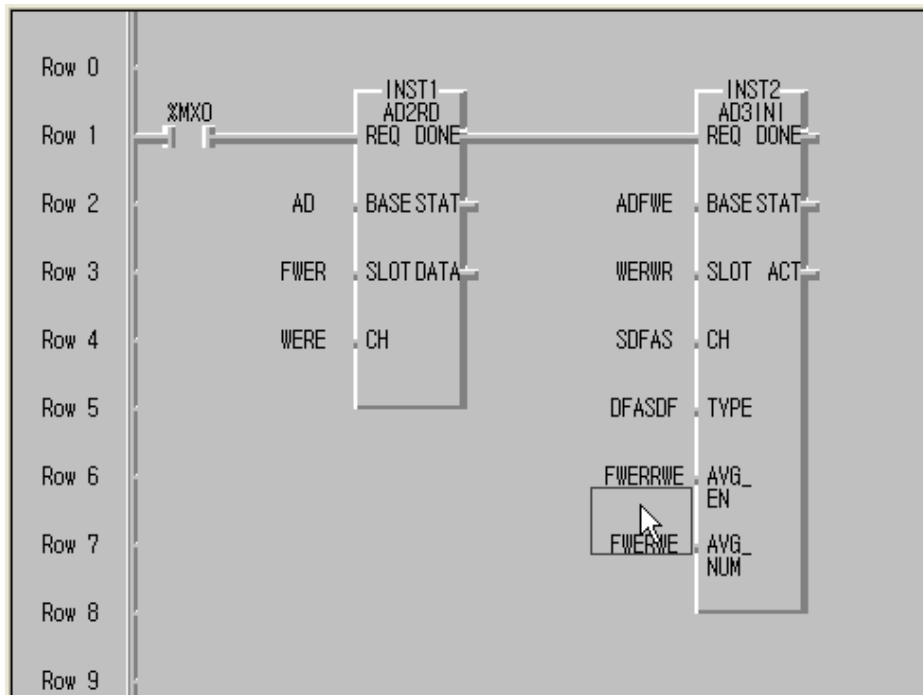 Row 0
INST1 INST2
%MX0 AD2RD AD3INI
Row 1 REQ DONE REQ DONE
Row 2 AD BASE STAT ADFWE BASE STAT
Row 3 FWER SLOT DATA WERWR SLOT ACT
Row 4 WERE CH SDFAS CH
Row 5 DFASDF TYPE
Row 6 FWERRWE AVG_
EN
Row 7 FWERWE AVG_
NUM
Row 8
Row 9